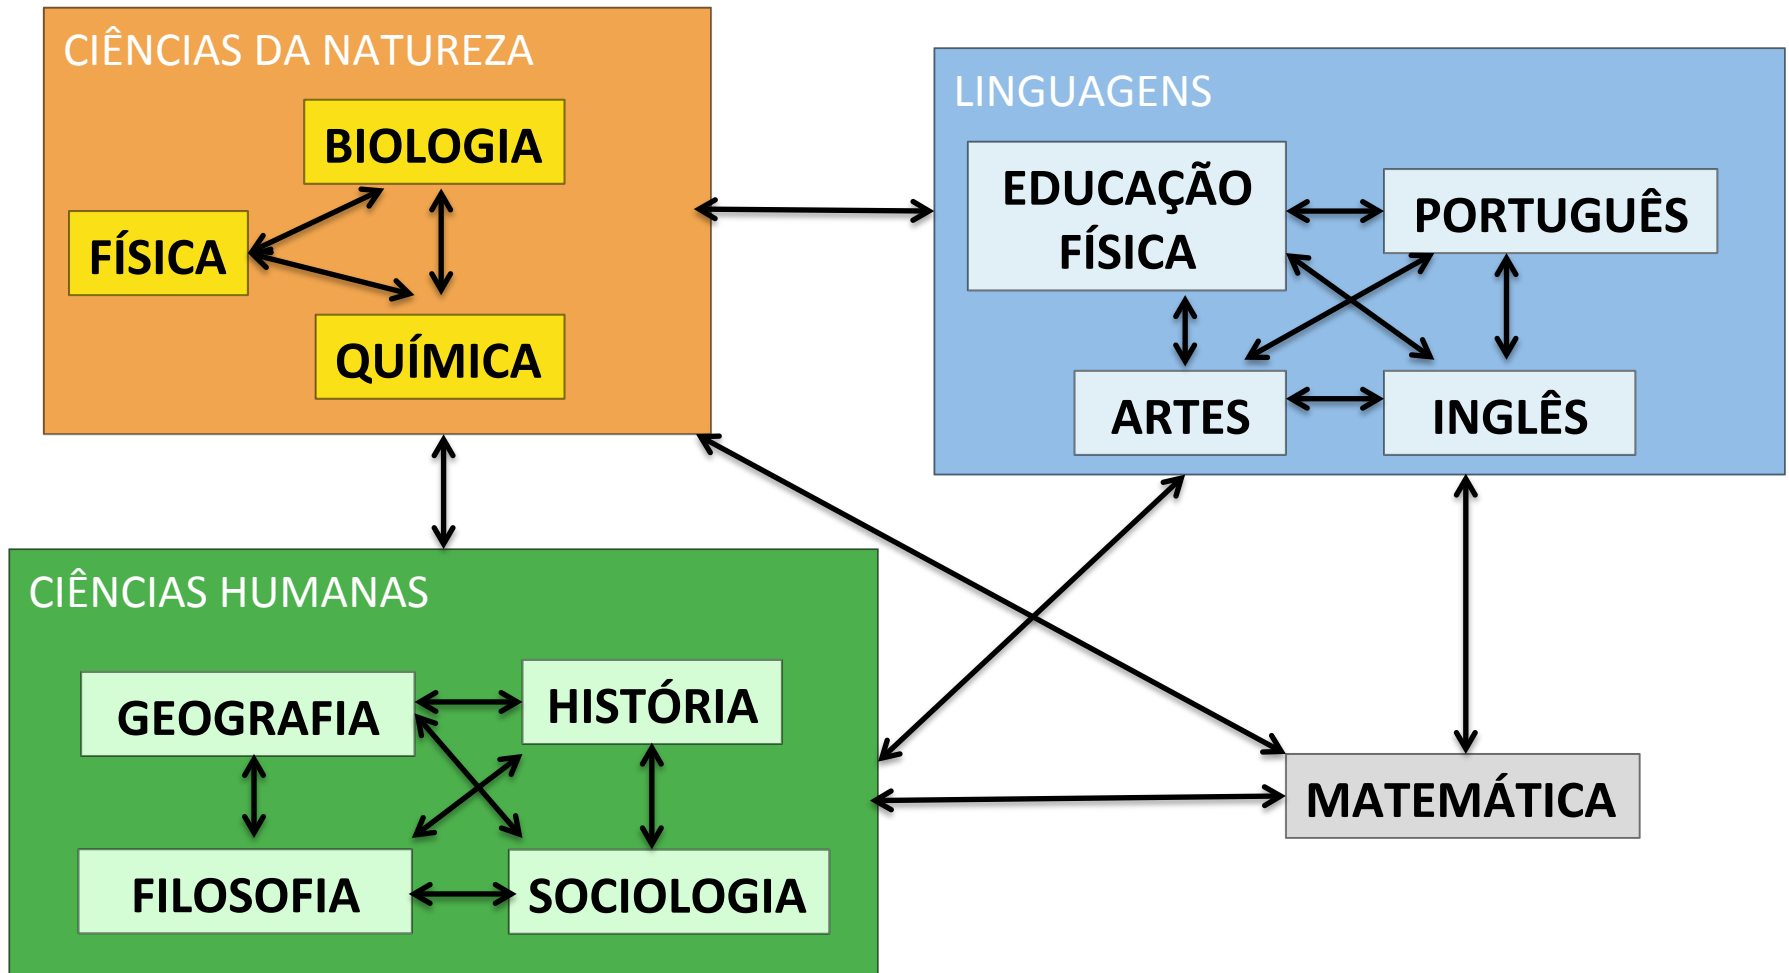 CIÊNCIAS DA NATUREZA
BIOLOGIA
FÍSICA
QUÍMICA
LINGUAGENS
EDUCAÇÃO
FÍSICA
PORTUGUÊS
ARTES
INGLÊS
CIÊNCIAS HUMANAS
GEOGRAFIA
HISTÓRIA
FILOSOFIA
SOCIOLOGIA
MATEMÁTICA